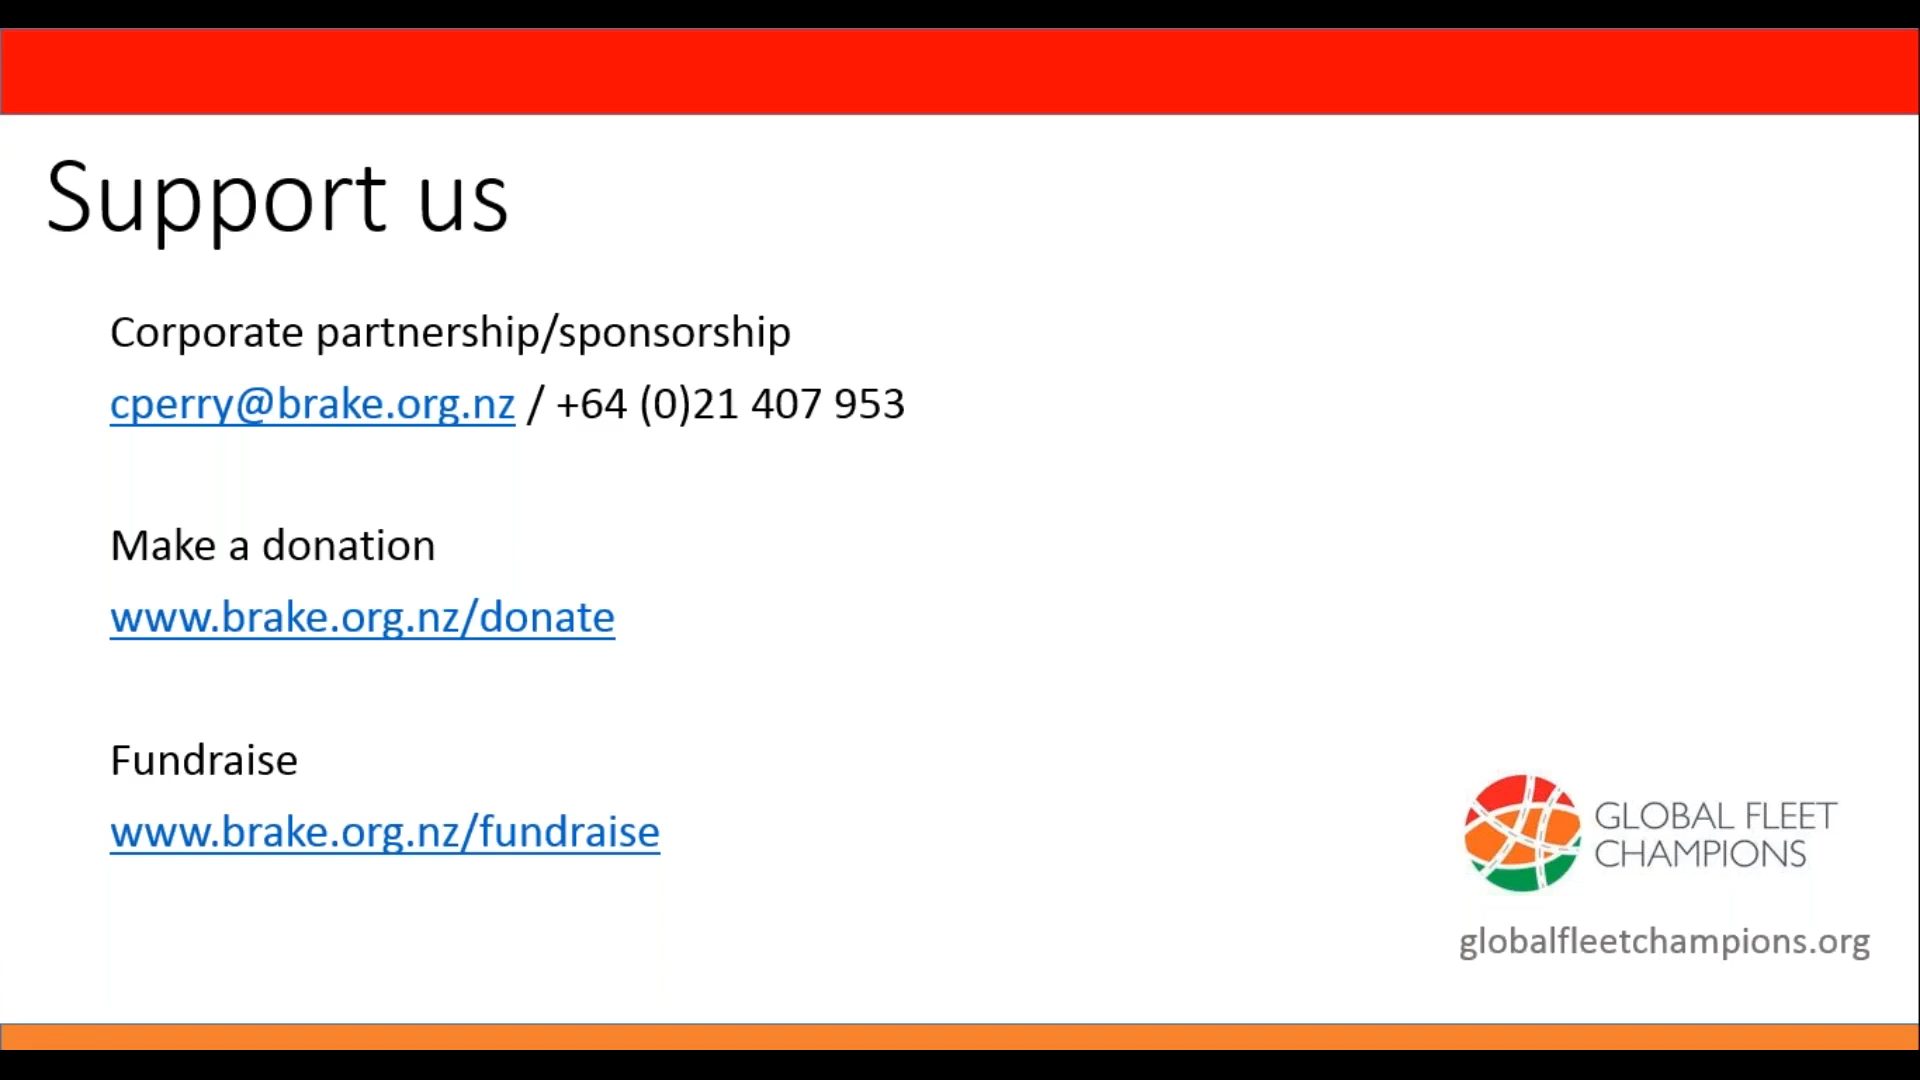 Support us
Corporate partnership/sponsorship
cperry@brake.org.nz / +64 (0)21 407 953
Make a donation
www.brake.org.nz/donate
Fundraise
www.brake.org.nz/fundraise
GLOBAL FLEET
CHAMPIONS
globalfleetchampions.org